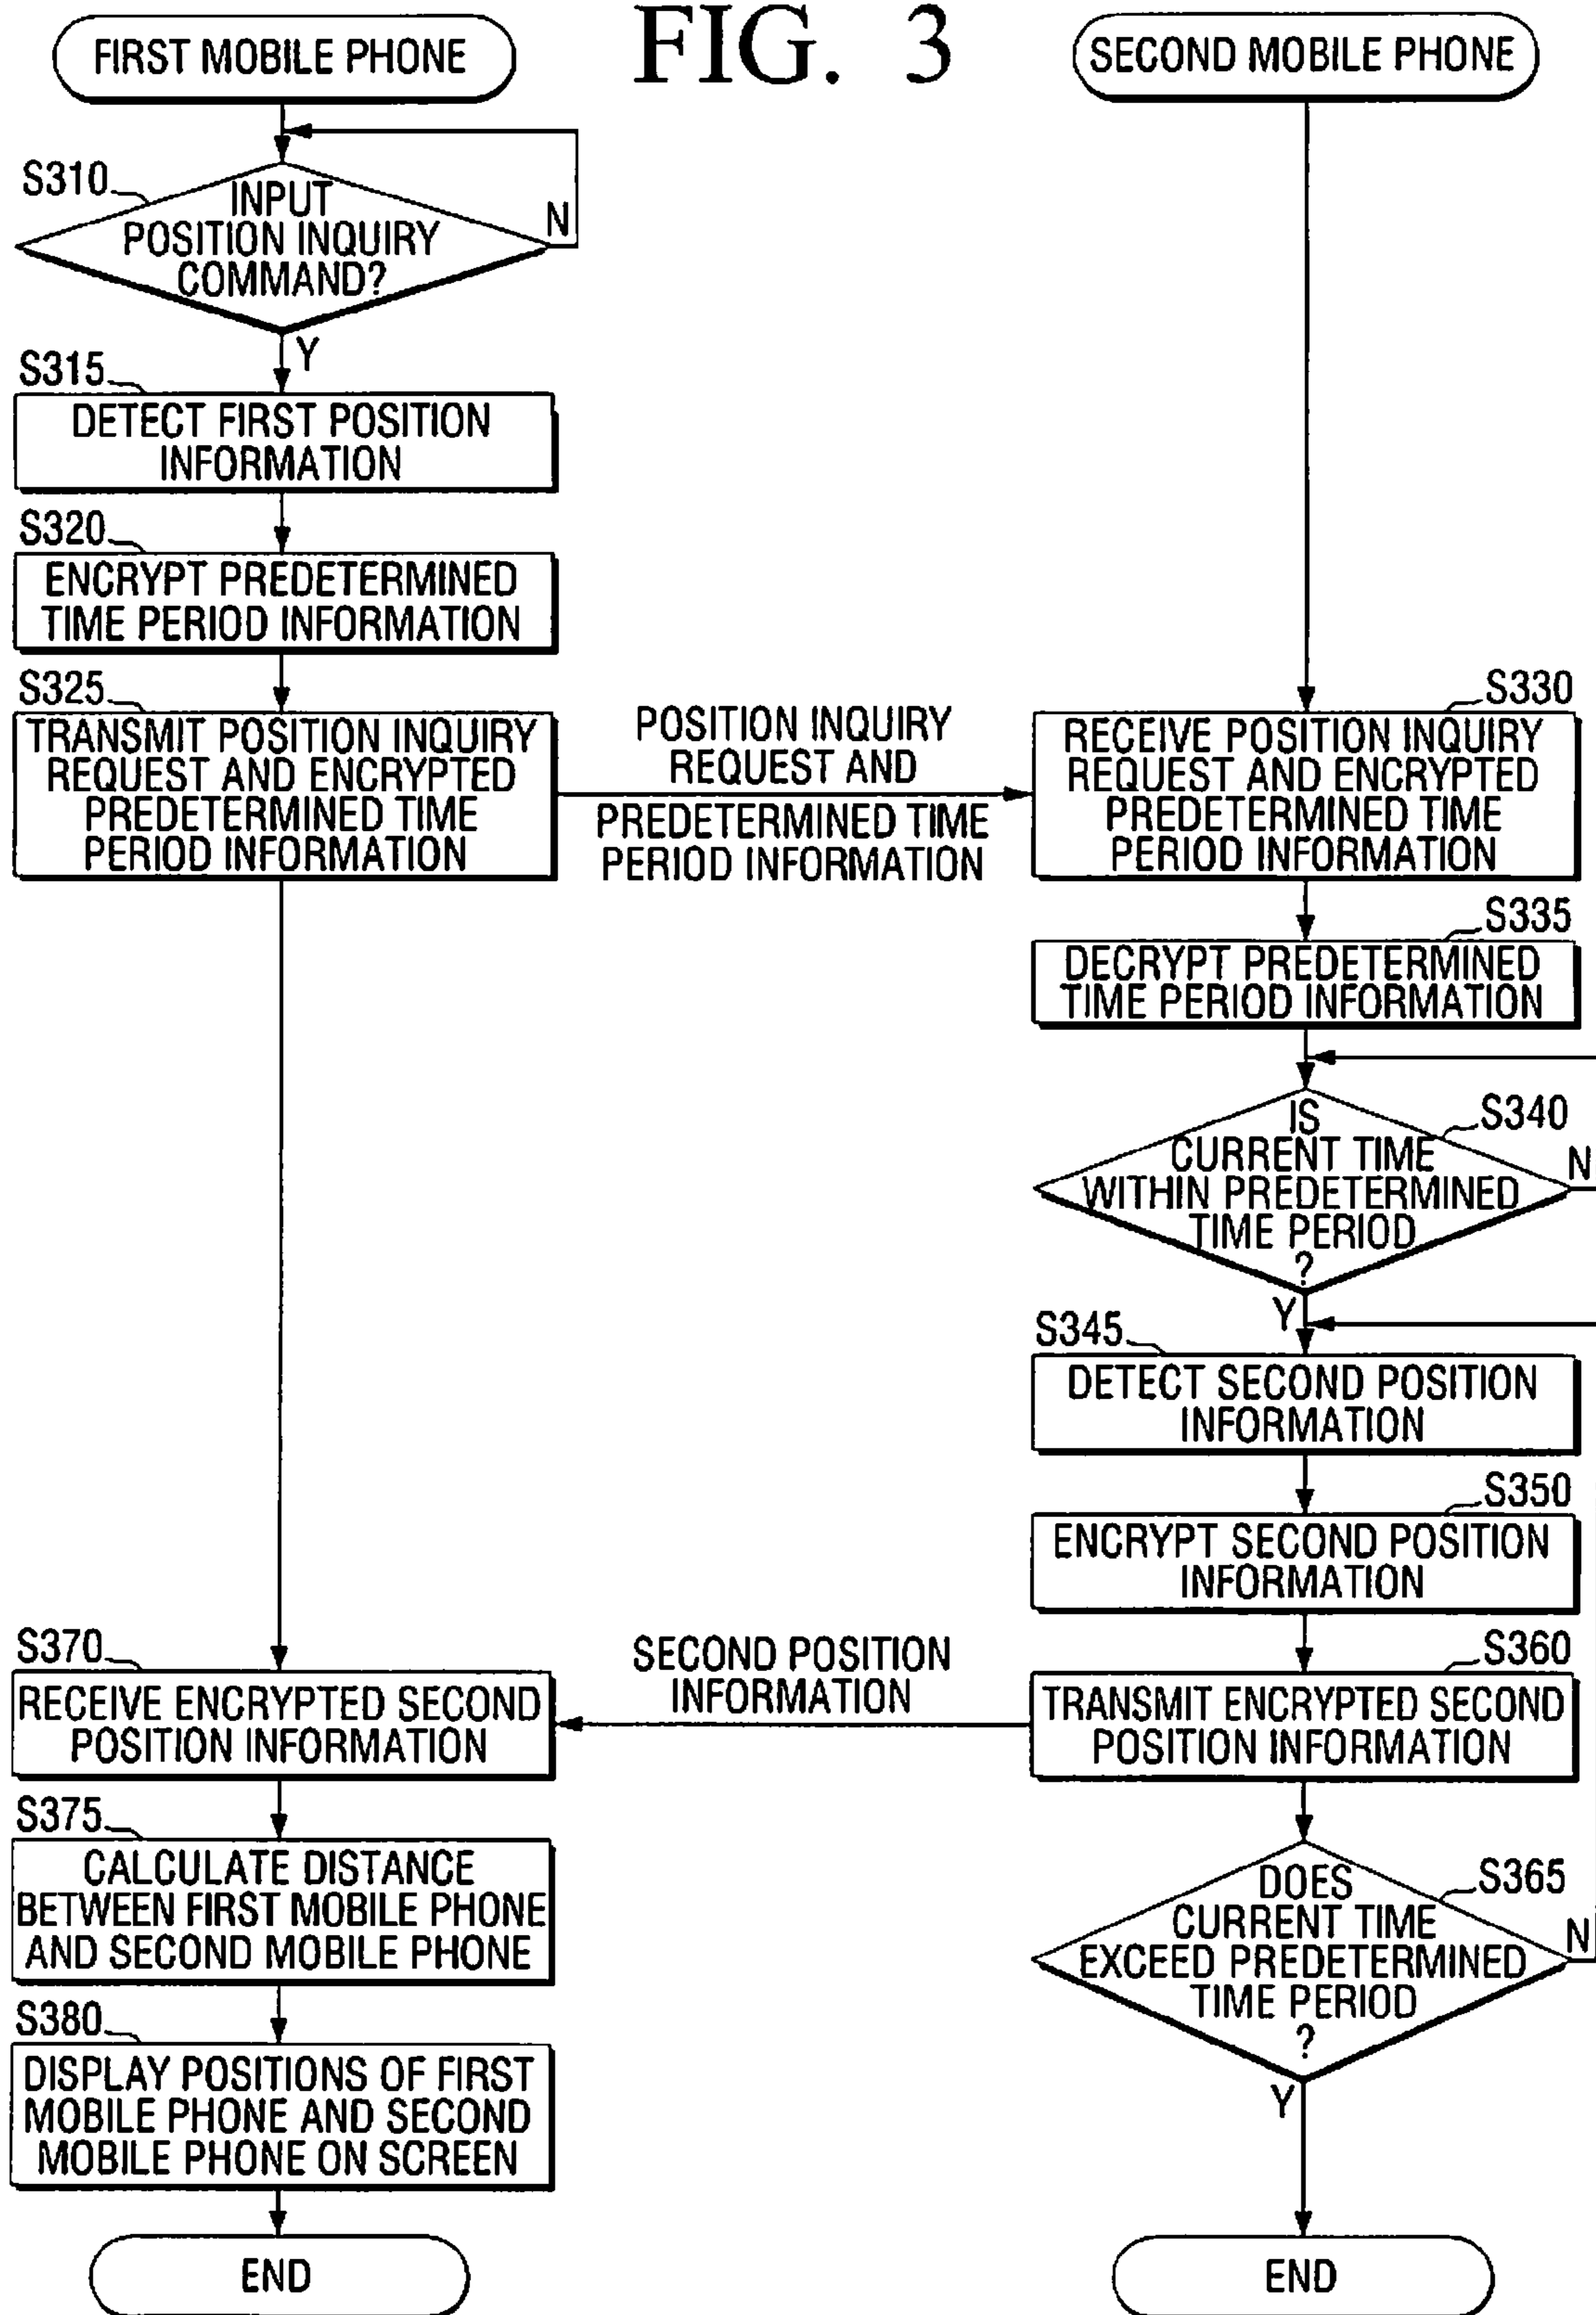 FIG. 3
FIRST MOBILE PHONE
S310
INPUT
POSITION INQUIRY
COMMAND?
N
Y
S315
DETECT FIRST POSITION
INFORMATION
S320
ENCRYPT PREDETERMINED
TIME PERIOD INFORMATION
S325
TRANSMIT POSITION INQUIRY
REQUEST AND ENCRYPTED
PREDETERMINED TIME
PERIOD INFORMATION
POSITION INQUIRY
REQUEST AND
PREDETERMINED TIME
PERIOD INFORMATION
SECOND MOBILE PHONE
S330
RECEIVE POSITION INQUIRY
REQUEST AND ENCRYPTED
PREDETERMINED TIME
PERIOD INFORMATION
S335
DECRYPT PREDETERMINED
TIME PERIOD INFORMATION
S340
IS
CURRENT TIME
WITHIN PREDETERMINED
TIME PERIOD
?
N
Y
S345
DETECT SECOND POSITION
INFORMATION
S350
ENCRYPT SECOND POSITION
INFORMATION
S360
TRANSMIT ENCRYPTED SECOND
POSITION INFORMATION
SECOND POSITION
INFORMATION
S365
DOES
CURRENT TIME
EXCEED PREDETERMINED
TIME PERIOD
?
N
Y
END
S370
RECEIVE ENCRYPTED SECOND
POSITION INFORMATION
S375
CALCULATE DISTANCE
BETWEEN FIRST MOBILE PHONE
AND SECOND MOBILE PHONE
S380
DISPLAY POSITIONS OF FIRST
MOBILE PHONE AND SECOND
MOBILE PHONE ON SCREEN
END